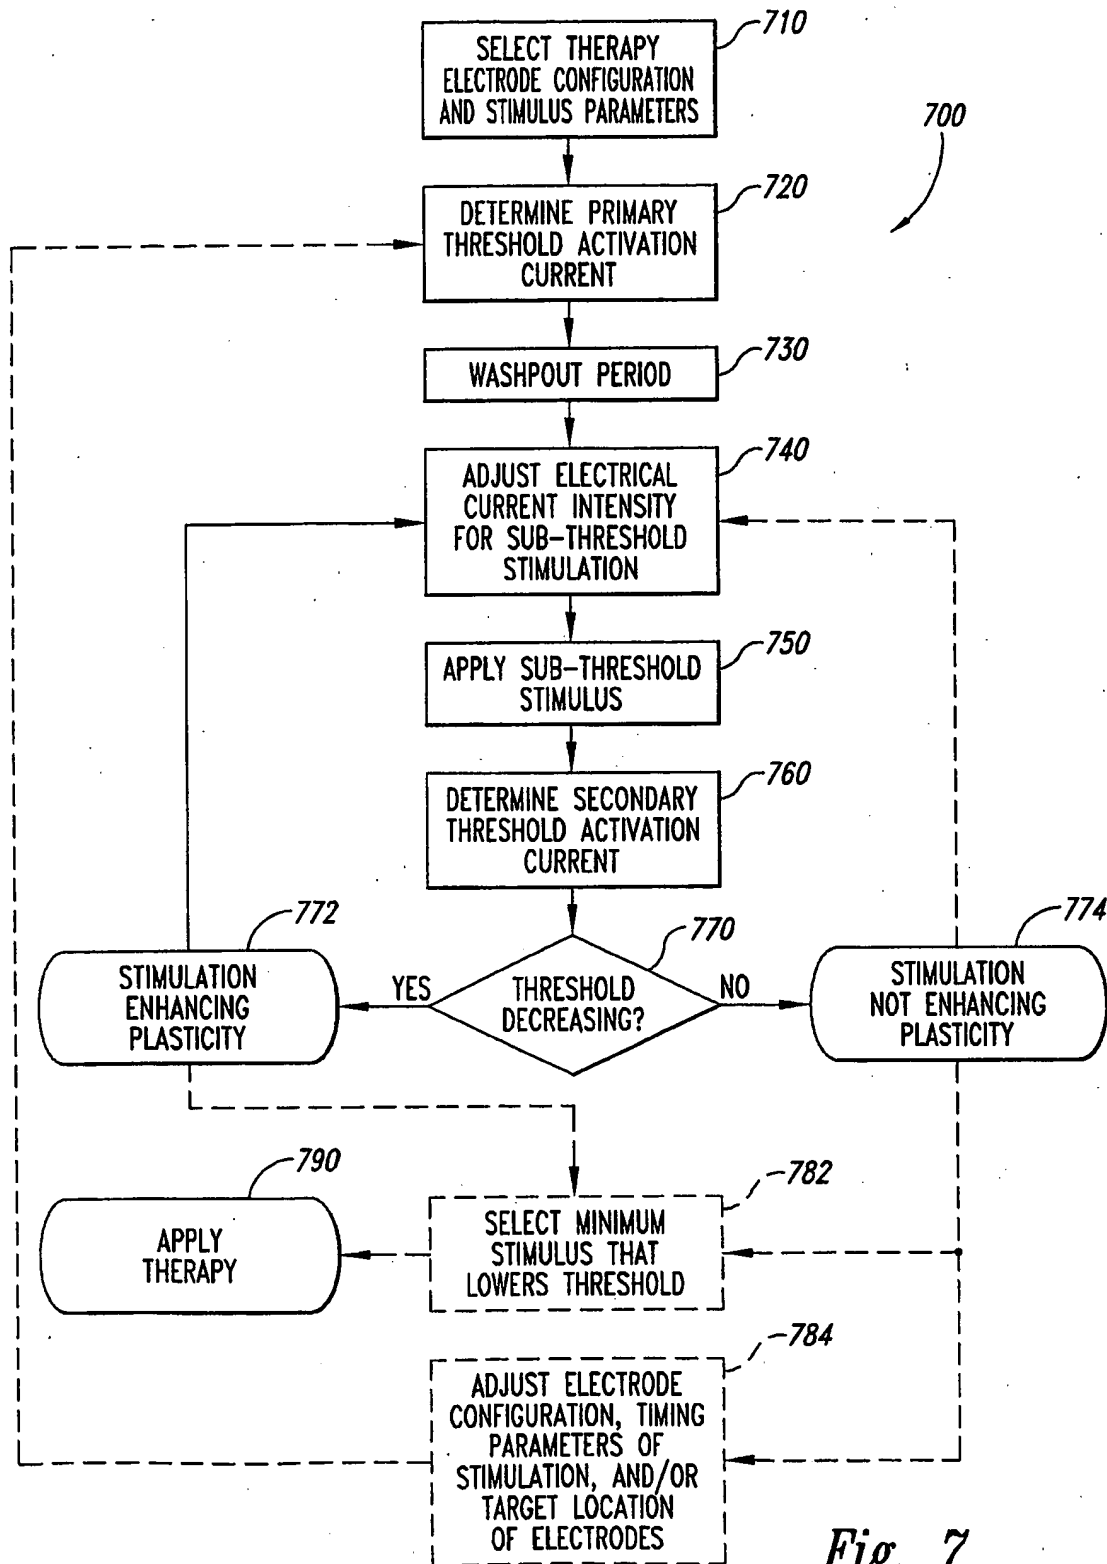 710
SELECT THERAPY
ELECTRODE CONFIGURATION
AND STIMULUS PARAMETERS
700
720
DETERMINE PRIMARY
THRESHOLD ACTIVATION
CURRENT
730
WASHPOUT PERIOD
740
ADJUST ELECTRICAL
CURRENT INTENSITY
FOR SUB-THRESHOLD
STIMULATION
750
APPLY SUB-THRESHOLD
STIMULUS
760
DETERMINE SECONDARY
THRESHOLD ACTIVATION
CURRENT
772
STIMULATION
ENHANCING
PLASTICITY
YES
770
THRESHOLD
DECREASING?
NO
774
STIMULATION
NOT ENHANCING
PLASTICITY
790
APPLY
THERAPY
782
SELECT MINIMUM
STIMULUS THAT
LOWERS THRESHOLD
784
ADJUST ELECTRODE
CONFIGURATION, TIMING
PARAMETERS OF
STIMULATION, AND/OR
TARGET LOCATION
OF ELECTRODES
Fig. 7